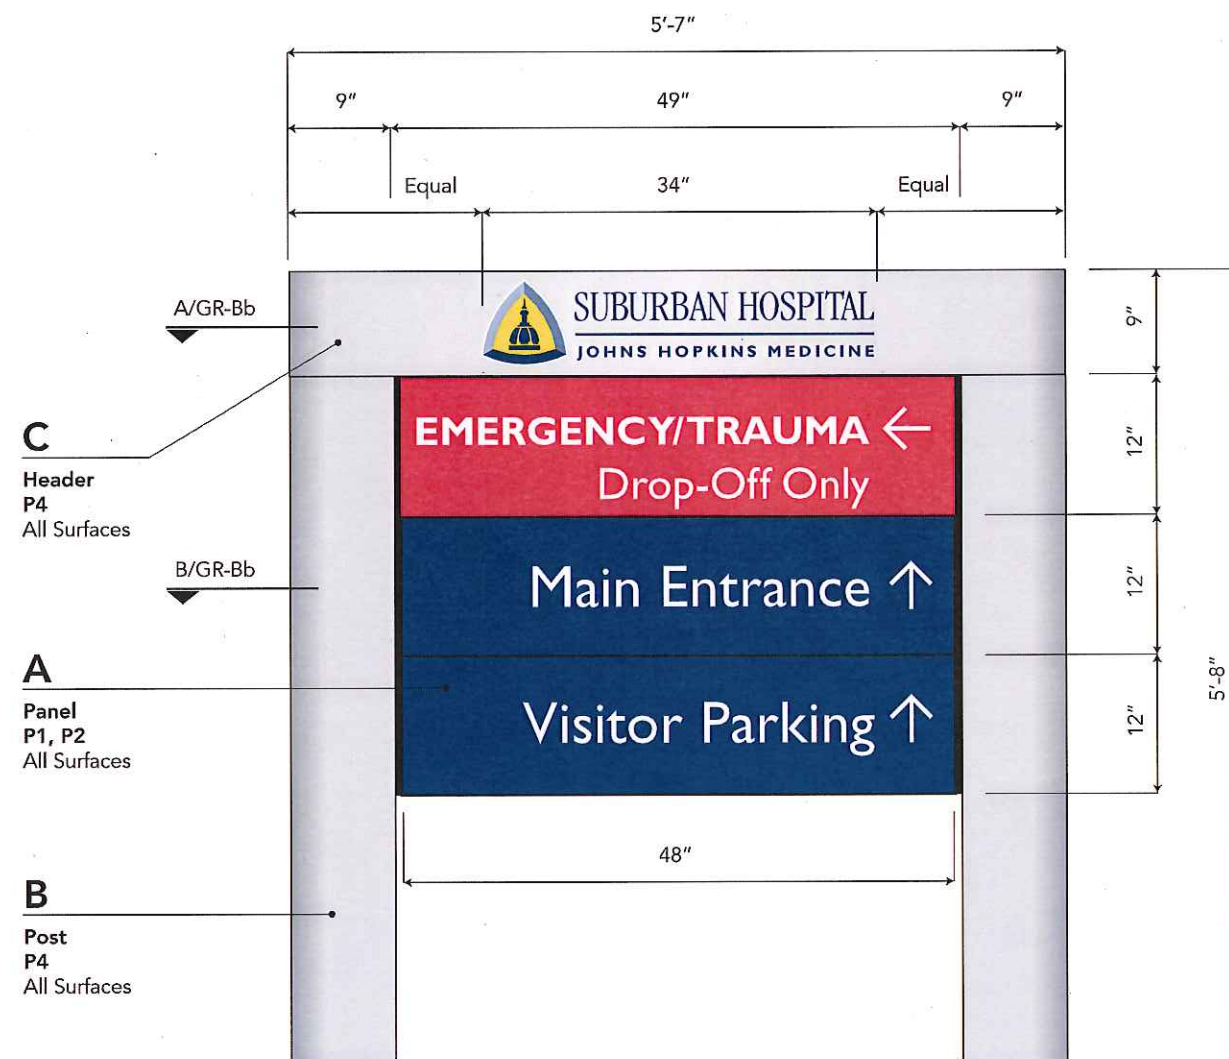 5'-7"
9"
49"
9"
Equal
34"
Equal
A/GR-Bb
SUBURBAN HOSPITAL
JOHNS HOPKINS MEDICINE
9"
C
Header
P4
All Surfaces
EMERGENCY/TRAUMA ←
Drop-Off Only
12"
B/GR-Bb
Main Entrance ↑
12"
A
Panel
P1, P2
All Surfaces
Visitor Parking ↑
12"
5'-8"
48"
B
Post
P4
All Surfaces